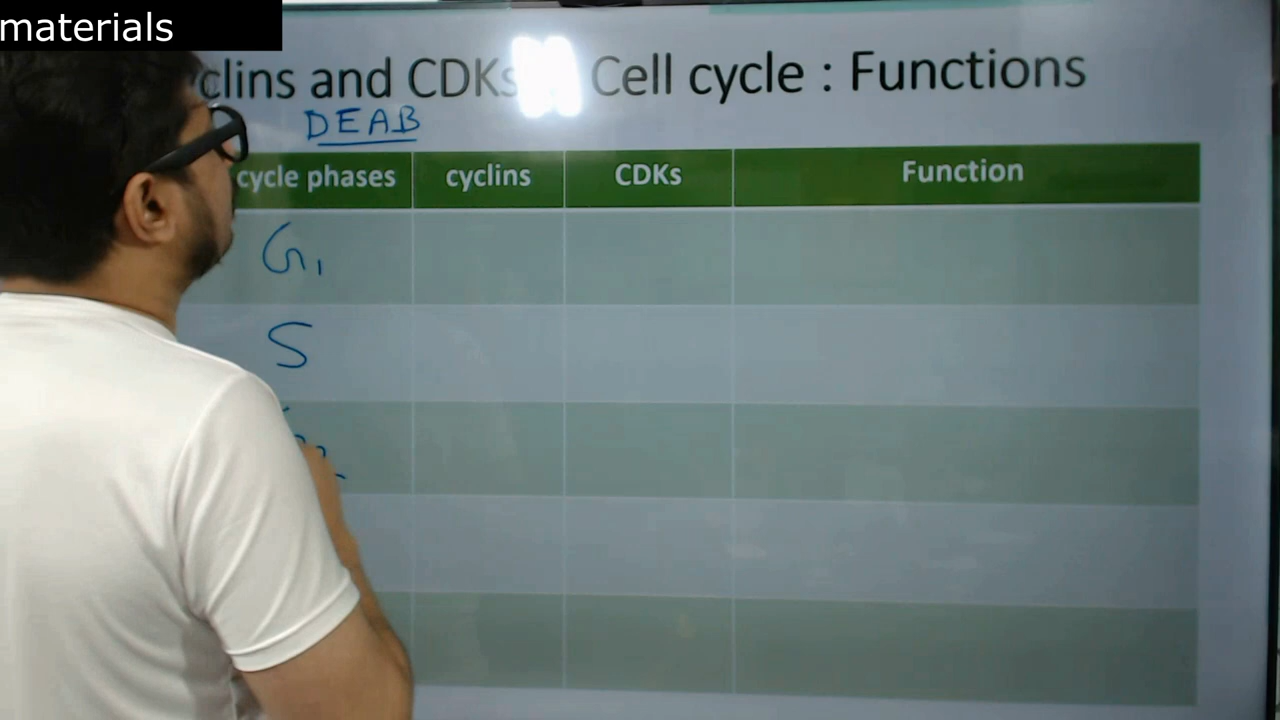 materials
clins and CDKs Cell cycle : Functions
DEAB
cycle phases cyclins CDKs Function
G1
S